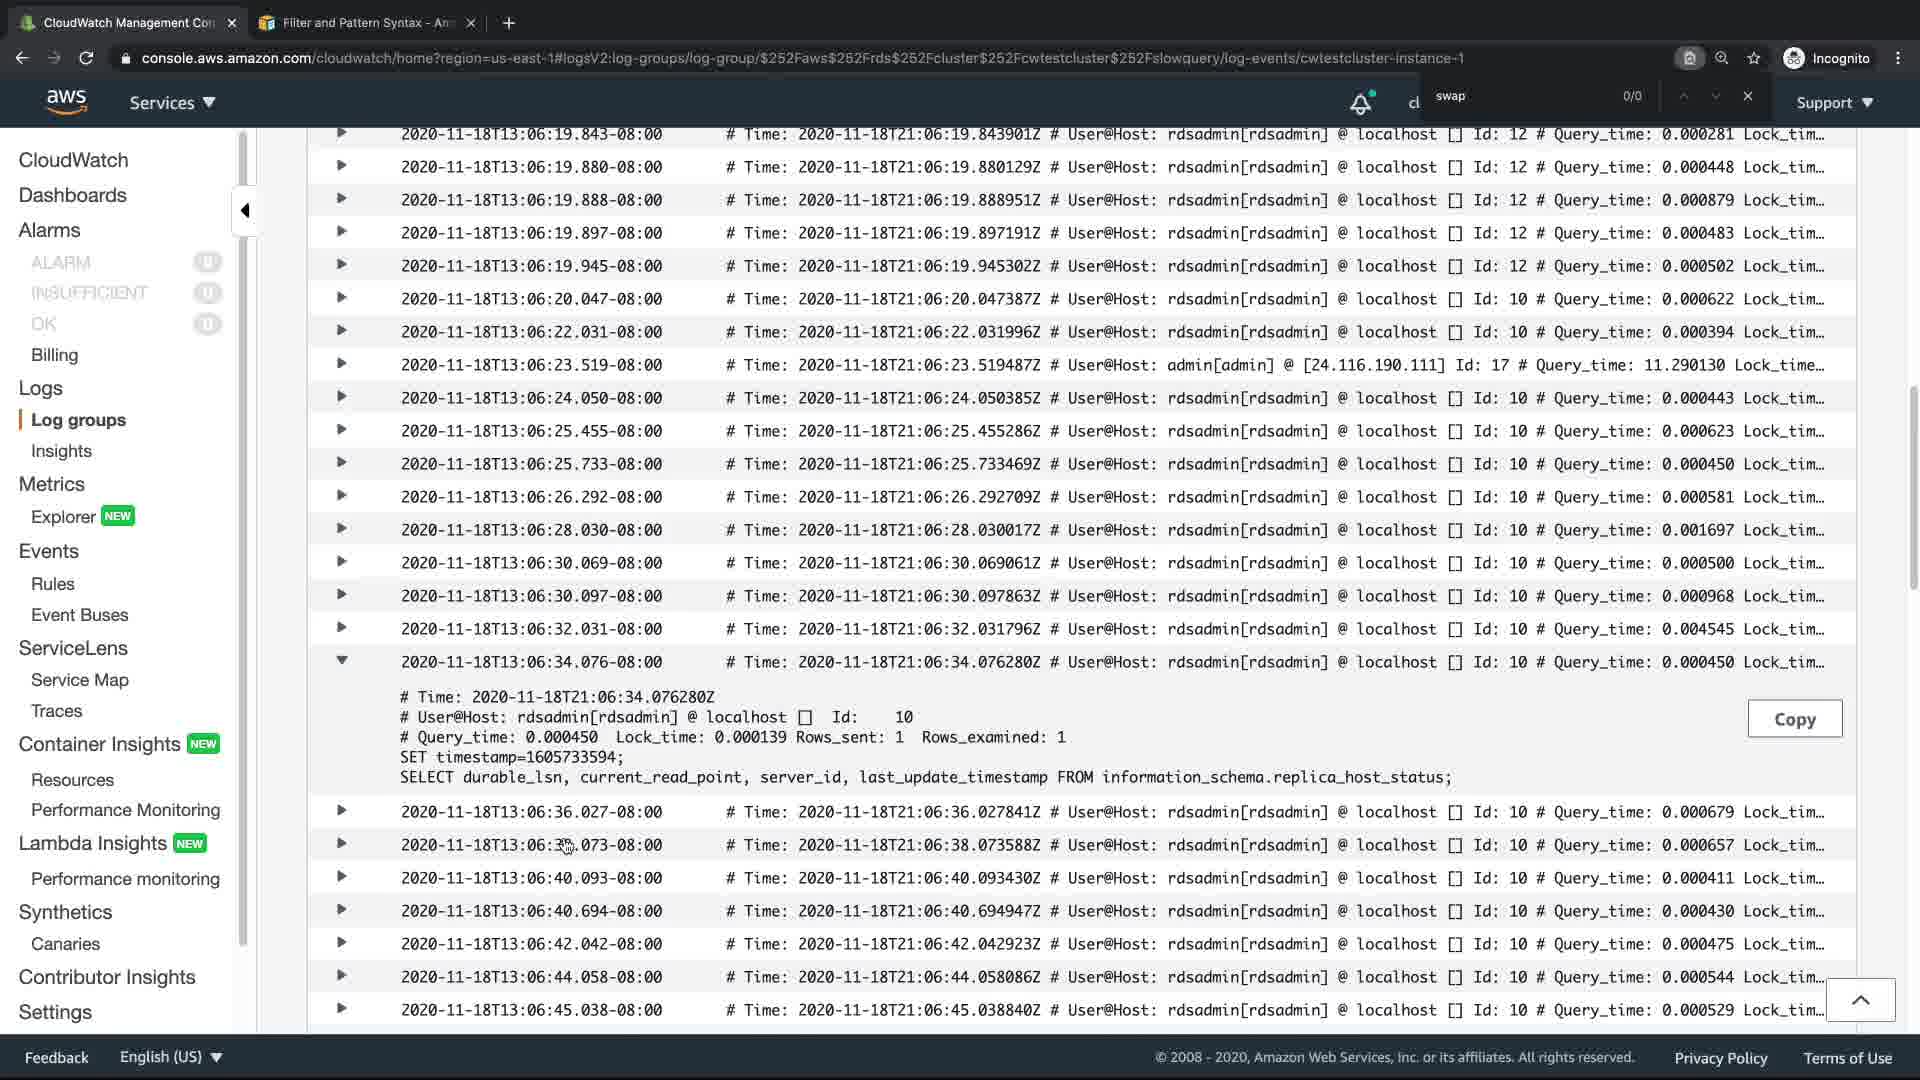 CloudWatch Management Con
Filter and Pattern Syntax - Am
console.aws.amazon.com/cloudwatch/home?region=us-east-1#logsV2:log-groups/log-group/$252Faws$252Frds$252Fcluster$252Fcwtestcluster$252Fslowquery/log-events/cwtestcluster-instance-1
Incognito
aws
Services
swap
0/0
Support
CloudWatch
Dashboards
Alarms
ALARM 0
INSUFFICIENT 0
OK 0
Billing
Logs
Log groups
Insights
Metrics
Explorer NEW
Events
Rules
Event Buses
ServiceLens
Service Map
Traces
Container Insights NEW
Resources
Performance Monitoring
Lambda Insights NEW
Performance monitoring
Synthetics
Canaries
Contributor Insights
Settings
2020-11-18T13:06:19.843-08:00 # Time: 2020-11-18T21:06:19.843901Z # User@Host: rdsadmin[rdsadmin] @ localhost [] Id: 12 # Query_time: 0.000281 Lock_tim…
2020-11-18T13:06:19.880-08:00 # Time: 2020-11-18T21:06:19.880129Z # User@Host: rdsadmin[rdsadmin] @ localhost [] Id: 12 # Query_time: 0.000448 Lock_tim…
2020-11-18T13:06:19.888-08:00 # Time: 2020-11-18T21:06:19.888951Z # User@Host: rdsadmin[rdsadmin] @ localhost [] Id: 12 # Query_time: 0.000879 Lock_tim…
2020-11-18T13:06:19.897-08:00 # Time: 2020-11-18T21:06:19.897191Z # User@Host: rdsadmin[rdsadmin] @ localhost [] Id: 12 # Query_time: 0.000483 Lock_tim…
2020-11-18T13:06:19.945-08:00 # Time: 2020-11-18T21:06:19.945302Z # User@Host: rdsadmin[rdsadmin] @ localhost [] Id: 12 # Query_time: 0.000502 Lock_tim…
2020-11-18T13:06:20.047-08:00 # Time: 2020-11-18T21:06:20.047387Z # User@Host: rdsadmin[rdsadmin] @ localhost [] Id: 10 # Query_time: 0.000622 Lock_tim…
2020-11-18T13:06:22.031-08:00 # Time: 2020-11-18T21:06:22.031996Z # User@Host: rdsadmin[rdsadmin] @ localhost [] Id: 10 # Query_time: 0.000394 Lock_tim…
2020-11-18T13:06:23.519-08:00 # Time: 2020-11-18T21:06:23.519487Z # User@Host: admin[admin] @ [24.116.190.111] Id: 17 # Query_time: 11.290130 Lock_time…
2020-11-18T13:06:24.050-08:00 # Time: 2020-11-18T21:06:24.050385Z # User@Host: rdsadmin[rdsadmin] @ localhost [] Id: 10 # Query_time: 0.000443 Lock_tim…
2020-11-18T13:06:25.455-08:00 # Time: 2020-11-18T21:06:25.455286Z # User@Host: rdsadmin[rdsadmin] @ localhost [] Id: 10 # Query_time: 0.000623 Lock_tim…
2020-11-18T13:06:25.733-08:00 # Time: 2020-11-18T21:06:25.733469Z # User@Host: rdsadmin[rdsadmin] @ localhost [] Id: 10 # Query_time: 0.000450 Lock_tim…
2020-11-18T13:06:26.292-08:00 # Time: 2020-11-18T21:06:26.292709Z # User@Host: rdsadmin[rdsadmin] @ localhost [] Id: 10 # Query_time: 0.000581 Lock_tim…
2020-11-18T13:06:28.030-08:00 # Time: 2020-11-18T21:06:28.030017Z # User@Host: rdsadmin[rdsadmin] @ localhost [] Id: 10 # Query_time: 0.001697 Lock_tim…
2020-11-18T13:06:30.069-08:00 # Time: 2020-11-18T21:06:30.069061Z # User@Host: rdsadmin[rdsadmin] @ localhost [] Id: 10 # Query_time: 0.000500 Lock_tim…
2020-11-18T13:06:30.097-08:00 # Time: 2020-11-18T21:06:30.097863Z # User@Host: rdsadmin[rdsadmin] @ localhost [] Id: 10 # Query_time: 0.000968 Lock_tim…
2020-11-18T13:06:32.031-08:00 # Time: 2020-11-18T21:06:32.031796Z # User@Host: rdsadmin[rdsadmin] @ localhost [] Id: 10 # Query_time: 0.004545 Lock_tim…
2020-11-18T13:06:34.076-08:00 # Time: 2020-11-18T21:06:34.076280Z # User@Host: rdsadmin[rdsadmin] @ localhost [] Id: 10 # Query_time: 0.000450 Lock_tim…
# Time: 2020-11-18T21:06:34.076280Z
# User@Host: rdsadmin[rdsadmin] @ localhost [] Id: 10
# Query_time: 0.000450 Lock_time: 0.000139 Rows_sent: 1 Rows_examined: 1
SET timestamp=1605733594;
SELECT durable_lsn, current_read_point, server_id, last_update_timestamp FROM information_schema.replica_host_status;
Copy
2020-11-18T13:06:36.027-08:00 # Time: 2020-11-18T21:06:36.027841Z # User@Host: rdsadmin[rdsadmin] @ localhost [] Id: 10 # Query_time: 0.000679 Lock_tim…
2020-11-18T13:06:3 .073-08:00 # Time: 2020-11-18T21:06:38.073588Z # User@Host: rdsadmin[rdsadmin] @ localhost [] Id: 10 # Query_time: 0.000657 Lock_tim…
2020-11-18T13:06:40.093-08:00 # Time: 2020-11-18T21:06:40.093430Z # User@Host: rdsadmin[rdsadmin] @ localhost [] Id: 10 # Query_time: 0.000411 Lock_tim…
2020-11-18T13:06:40.694-08:00 # Time: 2020-11-18T21:06:40.694947Z # User@Host: rdsadmin[rdsadmin] @ localhost [] Id: 10 # Query_time: 0.000430 Lock_tim…
2020-11-18T13:06:42.042-08:00 # Time: 2020-11-18T21:06:42.042923Z # User@Host: rdsadmin[rdsadmin] @ localhost [] Id: 10 # Query_time: 0.000475 Lock_tim…
2020-11-18T13:06:44.058-08:00 # Time: 2020-11-18T21:06:44.058086Z # User@Host: rdsadmin[rdsadmin] @ localhost [] Id: 10 # Query_time: 0.000544 Lock_tim…
2020-11-18T13:06:45.038-08:00 # Time: 2020-11-18T21:06:45.038840Z # User@Host: rdsadmin[rdsadmin] @ localhost [] Id: 10 # Query_time: 0.000529 Lock_tim…
Feedback
English (US)
© 2008 - 2020, Amazon Web Services, Inc. or its affiliates. All rights reserved.
Privacy Policy
Terms of Use